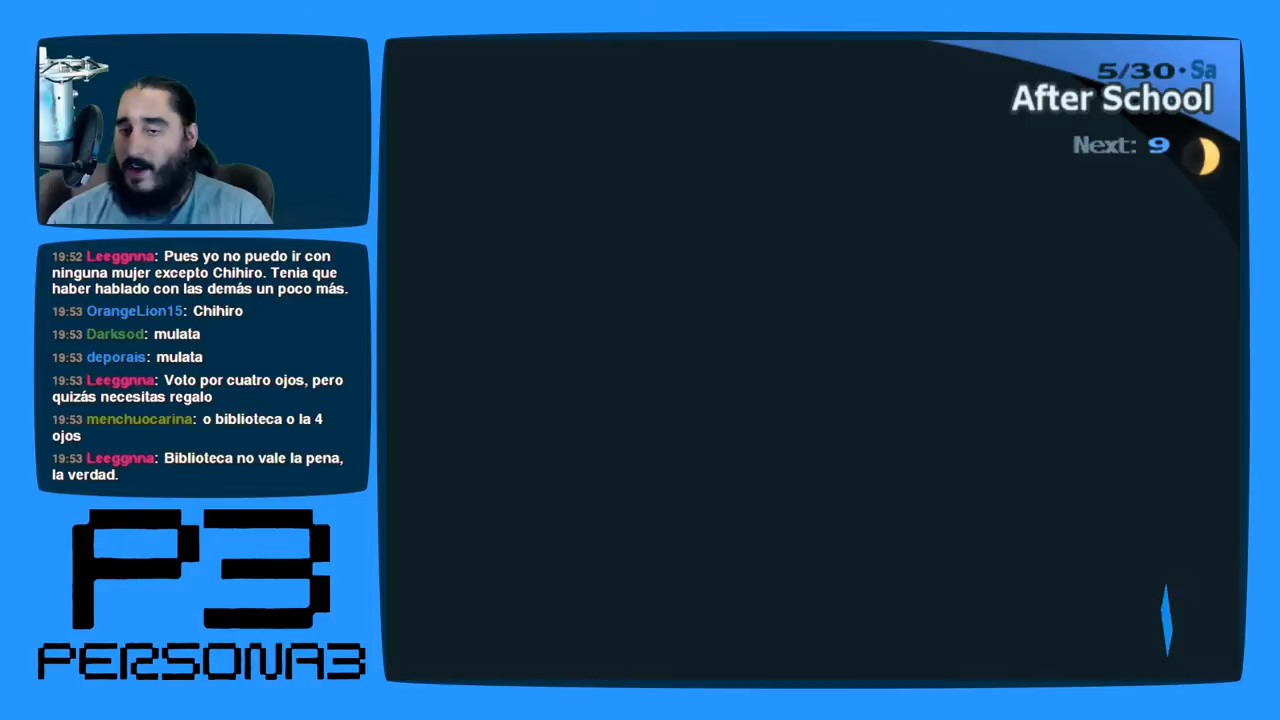 19:52 Leeggnna: Pues yo no puedo ir con
ninguna mujer excepto Chihiro. Tenia que
haber hablado con las demás un poco más.
19:53 OrangeLion15: Chihiro
19:53 Darksod: mulata
19:53 deporais: mulata
19:53 Leeggnna: Voto por cuatro ojos, pero
quizás necesitas regalo
19:53 menchuocarina: o biblioteca o la 4
ojos
19:53 Leeggnna: Biblioteca no vale la pena,
la verdad.
P3
PERSONA3
5/30・Sa
After School
Next: 9